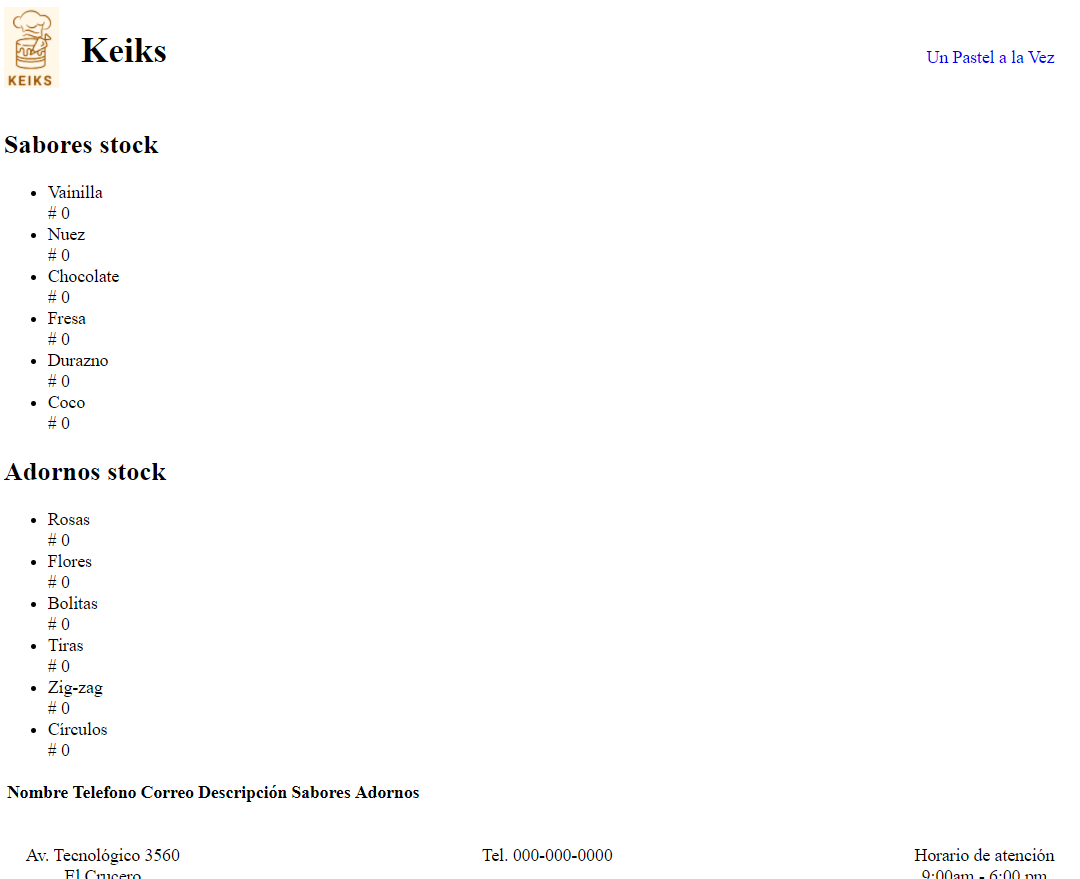 KEIKS
Keiks
Un Pastel a la Vez
Sabores stock
Vainilla
# 0
Nuez
# 0
Chocolate
# 0
Fresa
# 0
Durazno
# 0
Coco
# 0
Adornos stock
Rosas
# 0
Flores
# 0
Bolitas
# 0
Tiras
# 0
Zig-zag
# 0
Círculos
# 0
Nombre Telefono Correo Descripción Sabores Adornos
Av. Tecnológico 3560
El Crucero
Tel. 000-000-0000
Horario de atención
9:00am - 6:00 pm